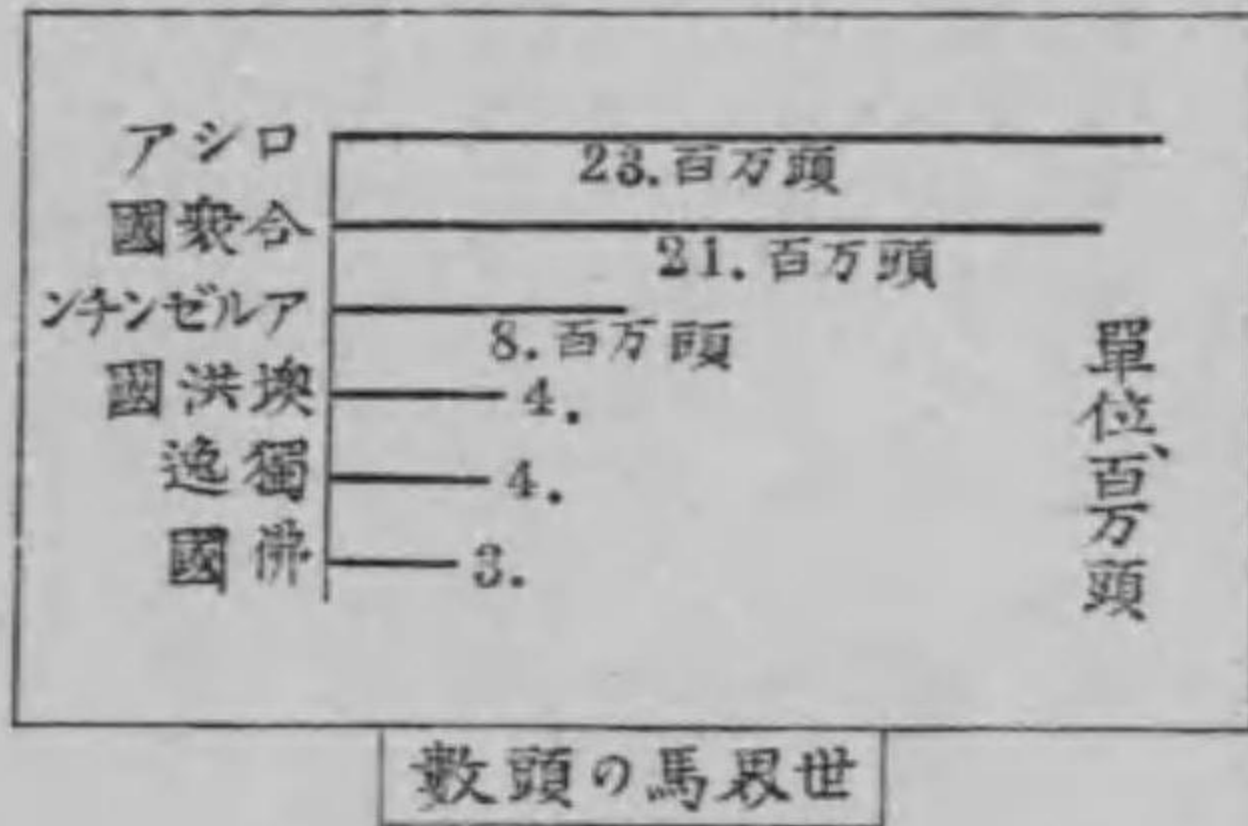 ロシア
23.百万頭
合衆國
21.百万頭
アルゼンチン
8.百万頭
墺洪國
4.
獨逸
4.
佛國
3.
單位、百万頭
世界馬の頭数